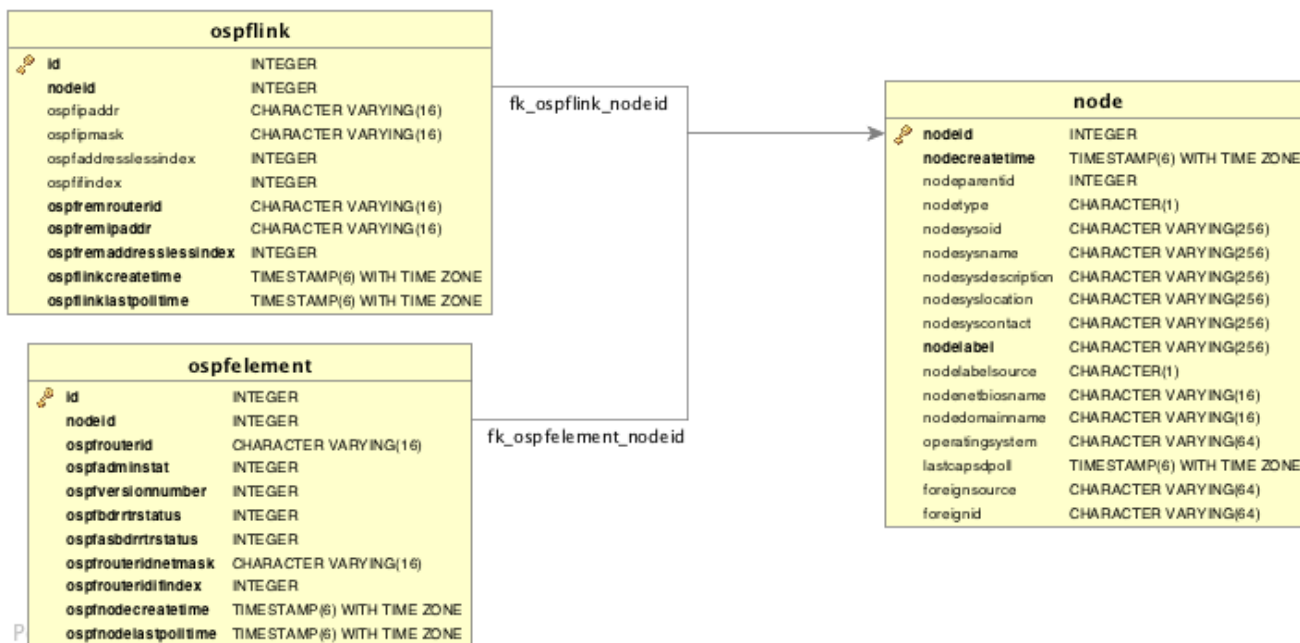 ospflink
id INTEGER
nodeid INTEGER
ospfipaddr CHARACTER VARYING(16)
ospfipmask CHARACTER VARYING(16)
ospfaddresslessindex INTEGER
ospfifindex INTEGER
ospfremrouterid CHARACTER VARYING(16)
ospfremipaddr CHARACTER VARYING(16)
ospfremaddresslessindex INTEGER
ospflinkcreatetime TIMESTAMP(6) WITH TIME ZONE
ospflinklastpolltime TIMESTAMP(6) WITH TIME ZONE
fk_ospflink_nodeid
node
nodeid INTEGER
nodecreatetime TIMESTAMP(6) WITH TIME ZONE
nodeparentid INTEGER
nodetype CHARACTER(1)
nodesysoid CHARACTER VARYING(256)
nodesysname CHARACTER VARYING(256)
nodesysdescription CHARACTER VARYING(256)
nodesyslocation CHARACTER VARYING(256)
nodesyscontact CHARACTER VARYING(256)
nodelabel CHARACTER VARYING(256)
nodelabelsource CHARACTER(1)
nodenetbiosname CHARACTER VARYING(16)
nodedomainname CHARACTER VARYING(16)
operatingsystem CHARACTER VARYING(64)
lastcapsdpoll TIMESTAMP(6) WITH TIME ZONE
foreignsource CHARACTER VARYING(64)
foreignid CHARACTER VARYING(64)
ospfelement
id INTEGER
nodeid INTEGER
ospfrouterid CHARACTER VARYING(16)
ospfadminstat INTEGER
ospfversionnumber INTEGER
ospfbdrrtrstatus INTEGER
ospfasbdrrtrstatus INTEGER
ospfrouteridnetmask CHARACTER VARYING(16)
ospfrouteridifindex INTEGER
ospfnodecreatetime TIMESTAMP(6) WITH TIME ZONE
ospfnodelastpolltime TIMESTAMP(6) WITH TIME ZONE
fk_ospfelement_nodeid